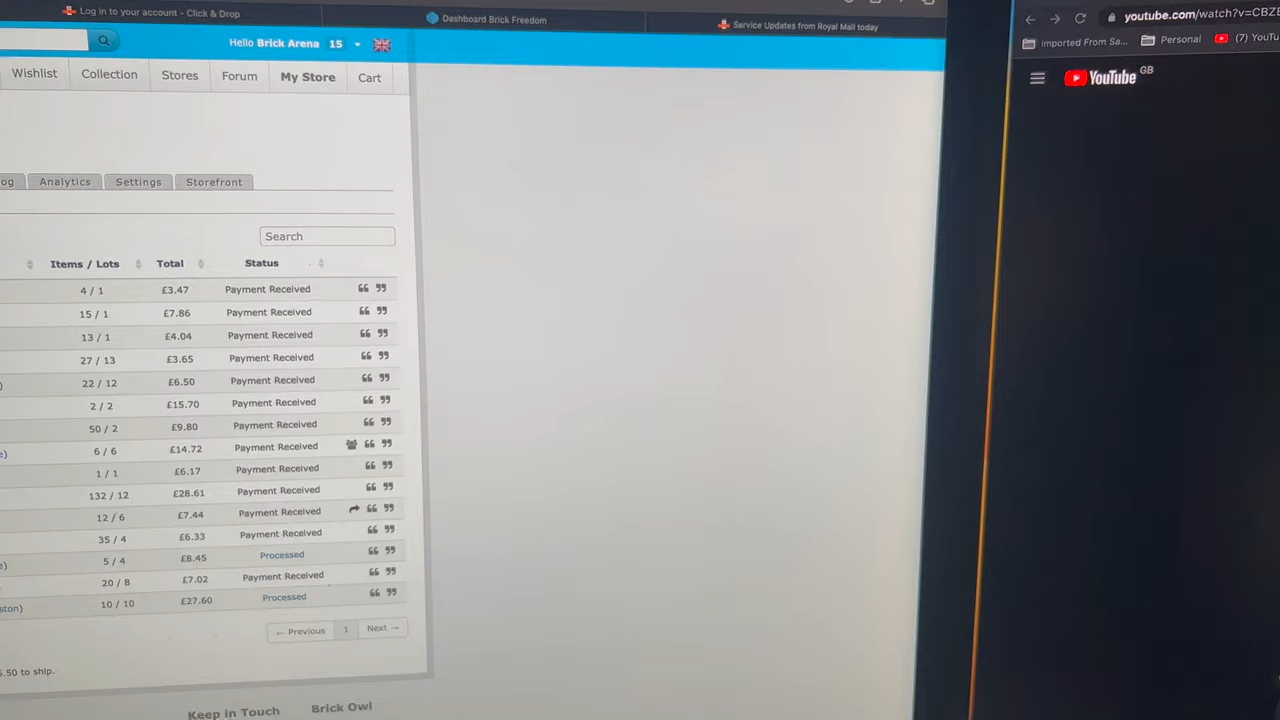 Log in to your account - Click & Drop
Dashboard Brick Freedom
Service Updates from Royal Mail today
youtube.com/watch?v=CBZE
Imported From Sa...
Personal
(7) YouTu
Hello Brick Arena 15
Wishlist
Collection
Stores
Forum
My Store
Cart
YouTube GB
og
Analytics
Settings
Storefront
Search
Items / Lots Total Status
4 / 1 £3.47 Payment Received
15 / 1 £7.86 Payment Received
13 / 1 £4.04 Payment Received
27 / 13 £3.65 Payment Received
) 22 / 12 £6.50 Payment Received
2 / 2 £15.70 Payment Received
50 / 2 £9.80 Payment Received
e) 6 / 6 £14.72 Payment Received
1 / 1 £6.17 Payment Received
132 / 12 £28.61 Payment Received
12 / 6 £7.44 Payment Received
35 / 4 £6.33 Payment Received
e) 5 / 4 £8.45 Processed
20 / 8 £7.02 Payment Received
ston) 10 / 10 £27.60 Processed
← Previous 1 Next →
5.50 to ship.
Keep in Touch
Brick Owl